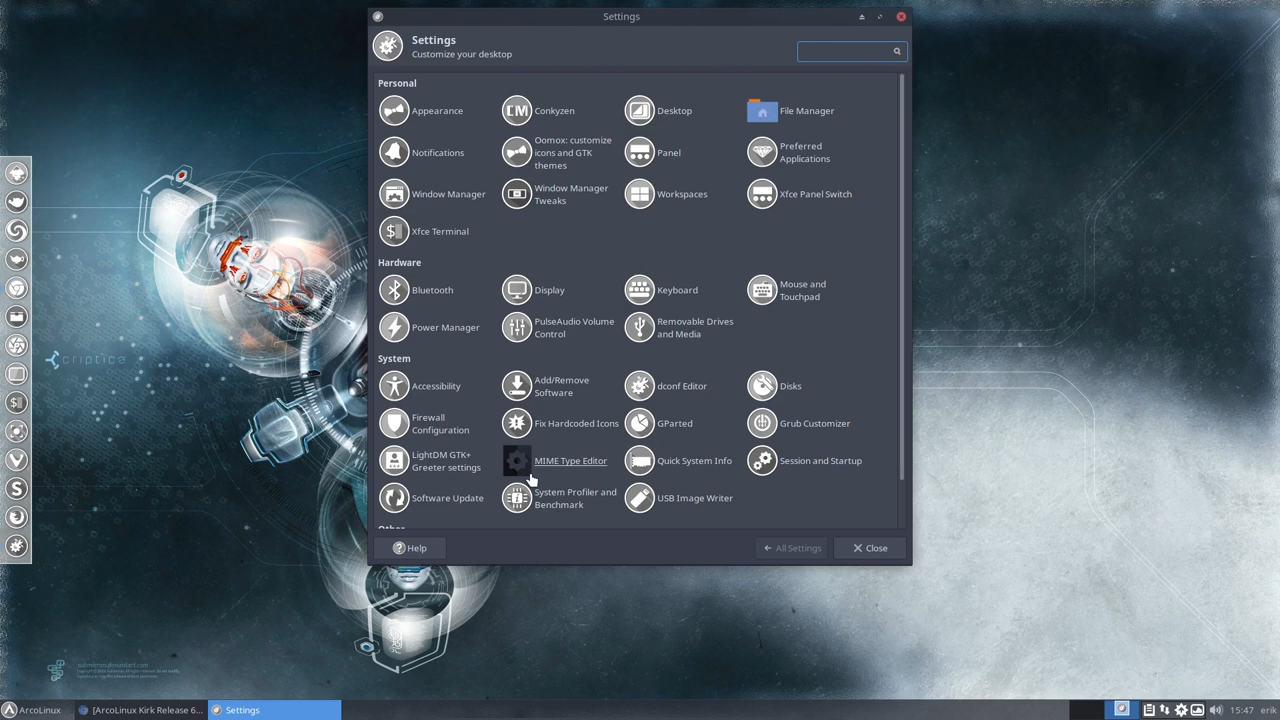 Settings
Settings
Customize your desktop
Personal
Appearance
Conkyzen
Desktop
File Manager
Notifications
Oomox: customize
icons and GTK
themes
Panel
Preferred
Applications
Window Manager
Window Manager
Tweaks
Workspaces
Xfce Panel Switch
Xfce Terminal
Hardware
Bluetooth
Display
Keyboard
Mouse and
Touchpad
Power Manager
PulseAudio Volume
Control
Removable Drives
and Media
System
Accessibility
Add/Remove
Software
dconf Editor
Disks
Firewall
Configuration
Fix Hardcoded Icons
GParted
Grub Customizer
LightDM GTK+
Greeter settings
MIME Type Editor
Quick System Info
Session and Startup
Software Update
System Profiler and
Benchmark
USB Image Writer
Other
Help
All Settings
Close
criptica
ArcoLinux
[ArcoLinux Kirk Release 6...
Settings
15:47
erik